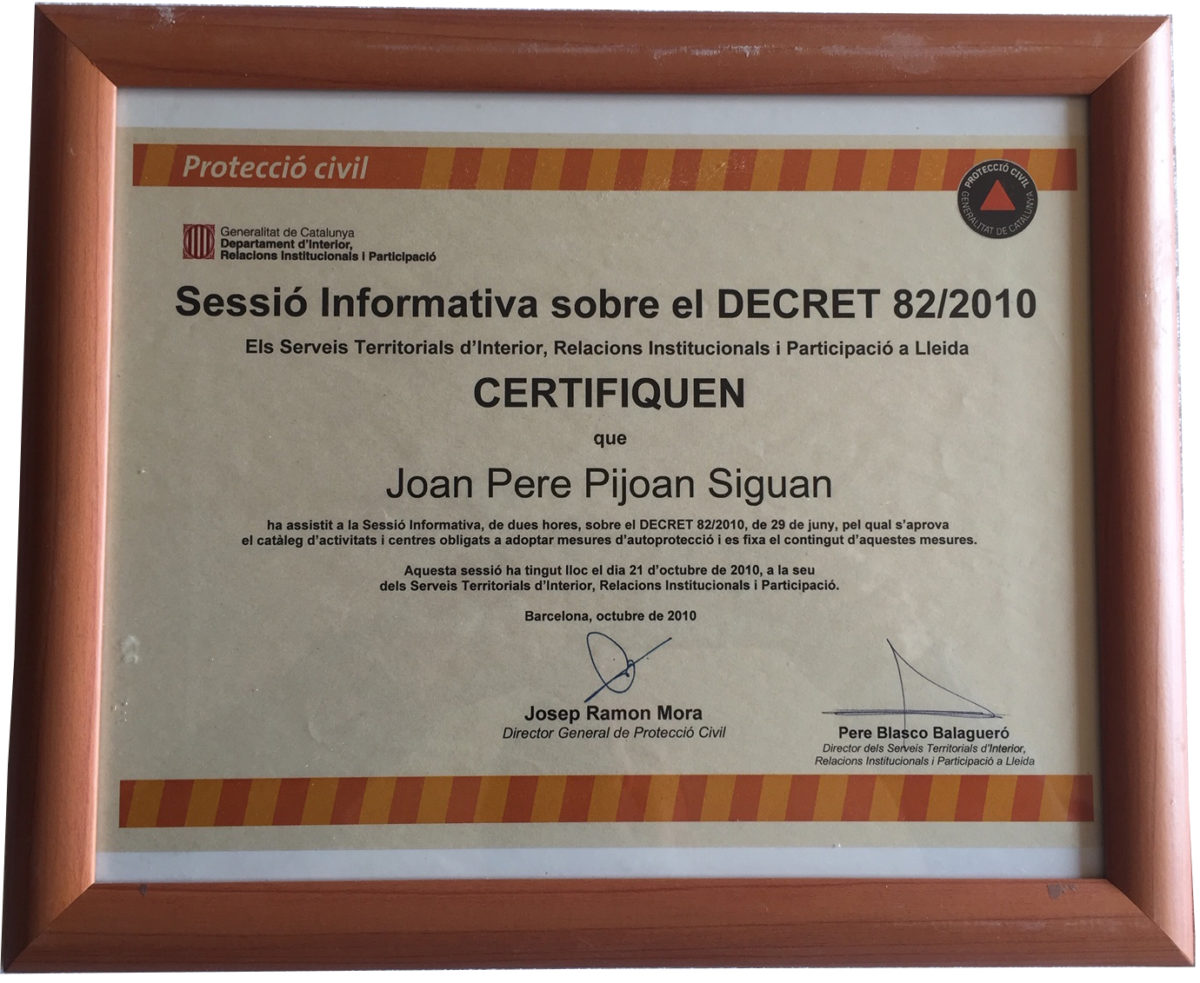 Protecció civil
PROTECCIÓ CIVIL
GENERALITAT DE CATALUNYA
Generalitat de Catalunya
Departament d'Interior,
Relacions Institucionals i Participació
Sessió Informativa sobre el DECRET 82/2010
Els Serveis Territorials d'Interior, Relacions Institucionals i Participació a Lleida
CERTIFIQUEN
que
Joan Pere Pijoan Siguan
ha assistit a la Sessió Informativa, de dues hores, sobre el DECRET 82/2010, de 29 de juny, pel qual s'aprova
el catàleg d'activitats i centres obligats a adoptar mesures d'autoprotecció i es fixa el contingut d'aquestes mesures.
Aquesta sessió ha tingut lloc el dia 21 d'octubre de 2010, a la seu
dels Serveis Territorials d'Interior, Relacions Institucionals i Participació.
Barcelona, octubre de 2010
Josep Ramon Mora
Director General de Protecció Civil
Pere Blasco Balagueró
Director dels Serveis Territorials d'Interior,
Relacions Institucionals i Participació a Lleida